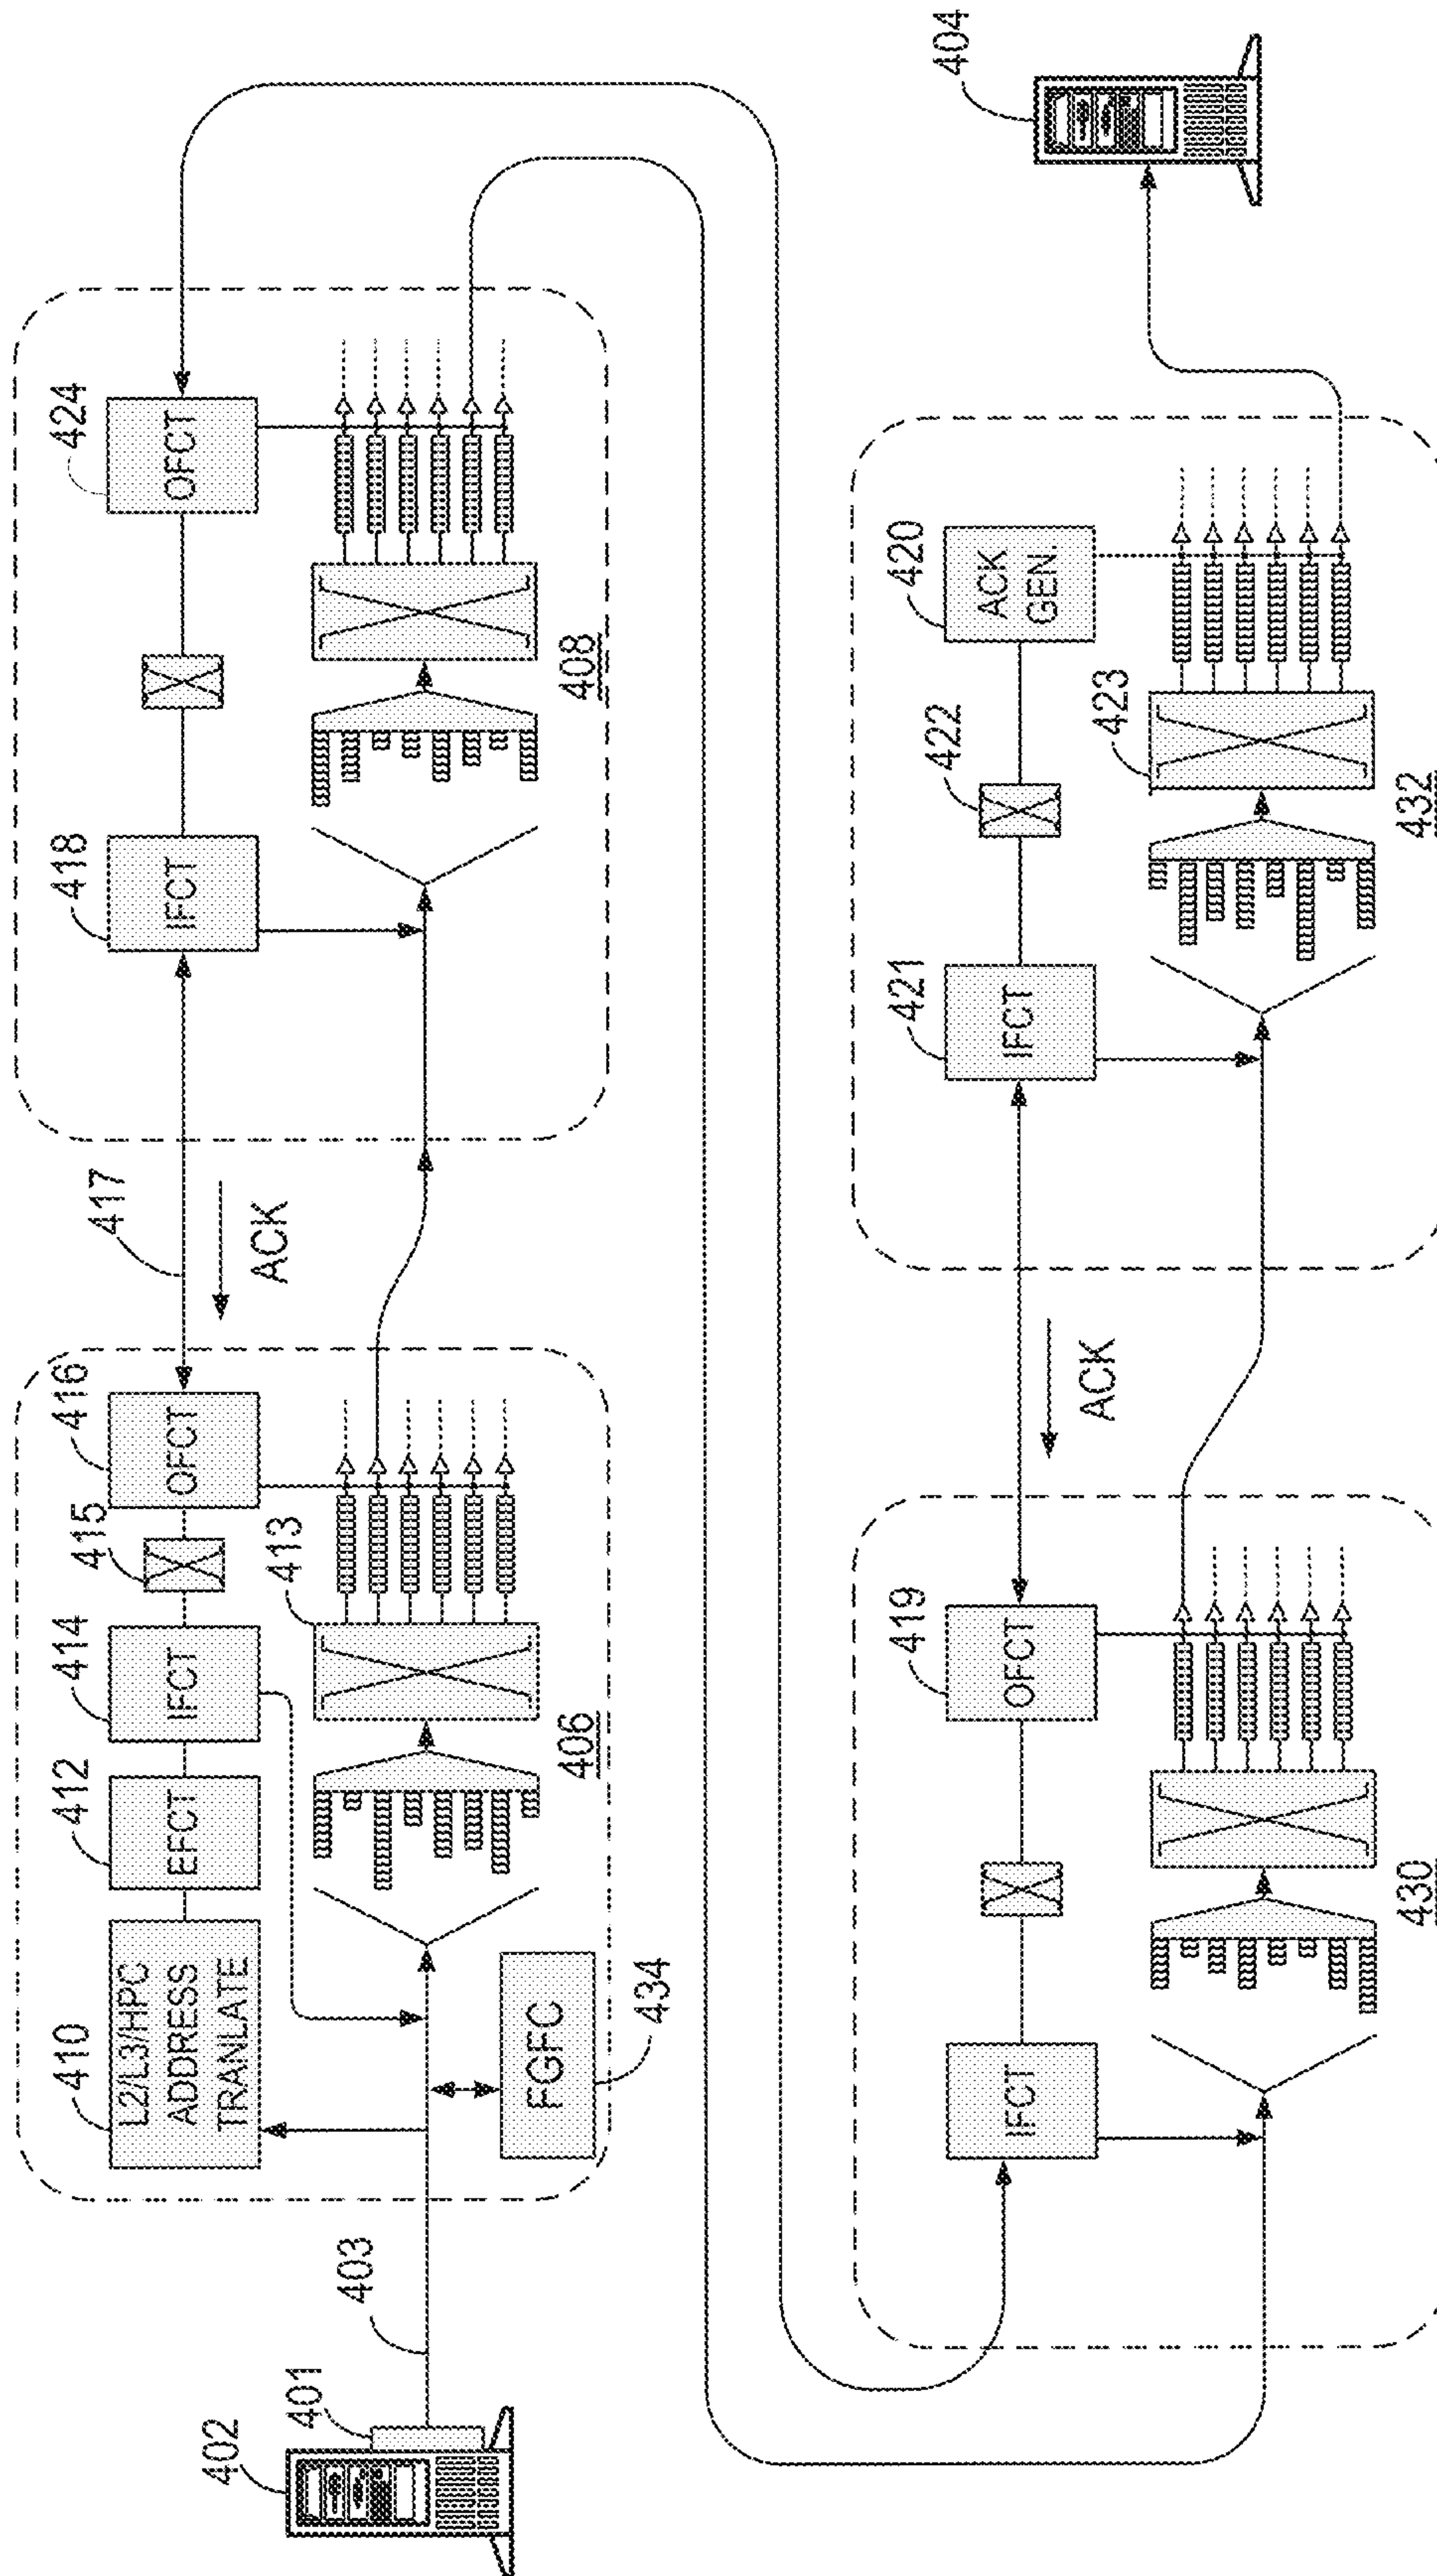 402
401
403
410
L2/L3/HPC
ADDRESS
TRANLATE
412
EFCT
414
IFCT
415
416
OFCT
413
FGFC
434
406
417
ACK
418
IFCT
424
OFCT
408
IFCT
419
OFCT
430
ACK
421
IFCT
422
420
ACK
GEN.
423
432
404